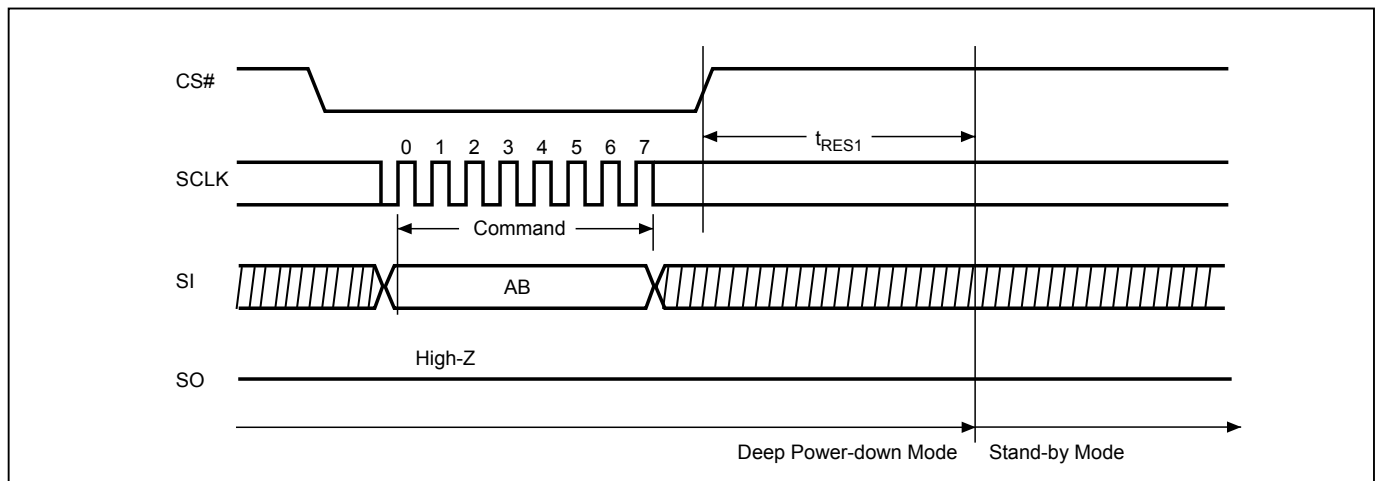 CS#
tRES1
0 1 2 3 4 5 6 7
SCLK
Command
SI
AB
High-Z
SO
Deep Power-down Mode Stand-by Mode